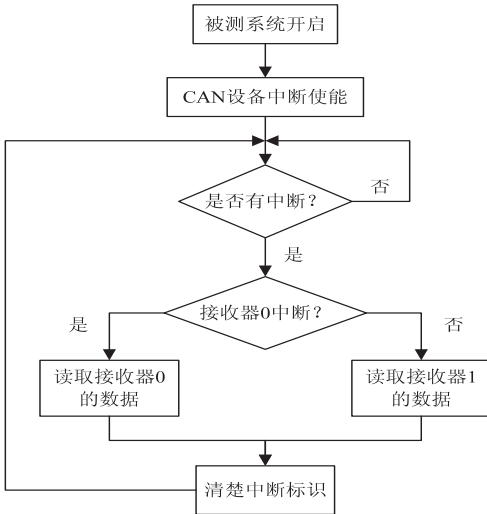 被测系统开启
CAN设备中断使能
是否有中断？
否
是
接收器0中断？
是
否
读取接收器0
的数据
读取接收器1
的数据
清楚中断标识